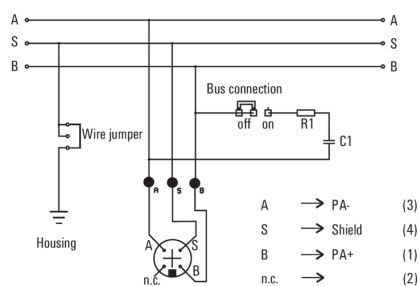 A A
S S
B B
Bus connection
off on R1
Wire jumper
C1
A S B
A → PA- (3)
S → Shield (4)
B → PA+ (1)
n.c. → (2)
Housing
A S
n.c. B